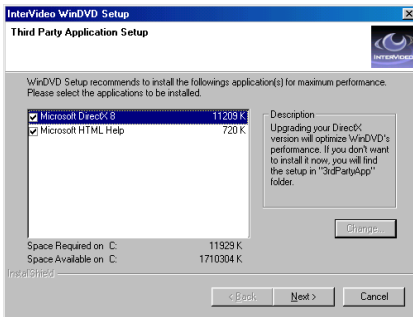 InterVideo WinDVD Setup
Third Party Application Setup
INTERVIDEO
WinDVD Setup recommends to install the followings application(s) for maximum performance.
Please select the applications to be installed.
Microsoft DirectX 8 11209 K
Microsoft HTML Help 720 K
Description
Upgrading your DirectX
version will optimize WinDVD's
performance. If you don't want
to install it now, you will find
the setup in "3rdPartyApp"
folder.
Change...
Space Required on C: 11929 K
Space Available on C: 1710304 K
InstallShield
< Back Next > Cancel